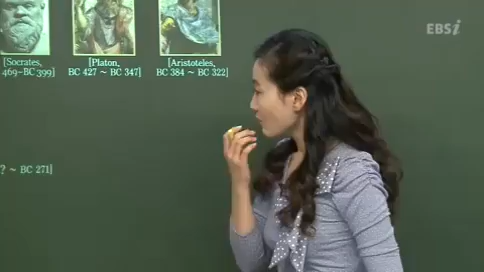 EBSi
[Socrates,
469~BC 399]
[Platon,
BC 427 ~ BC 347]
[Aristoteles,
BC 384 ~ BC 322]
? ~ BC 271]